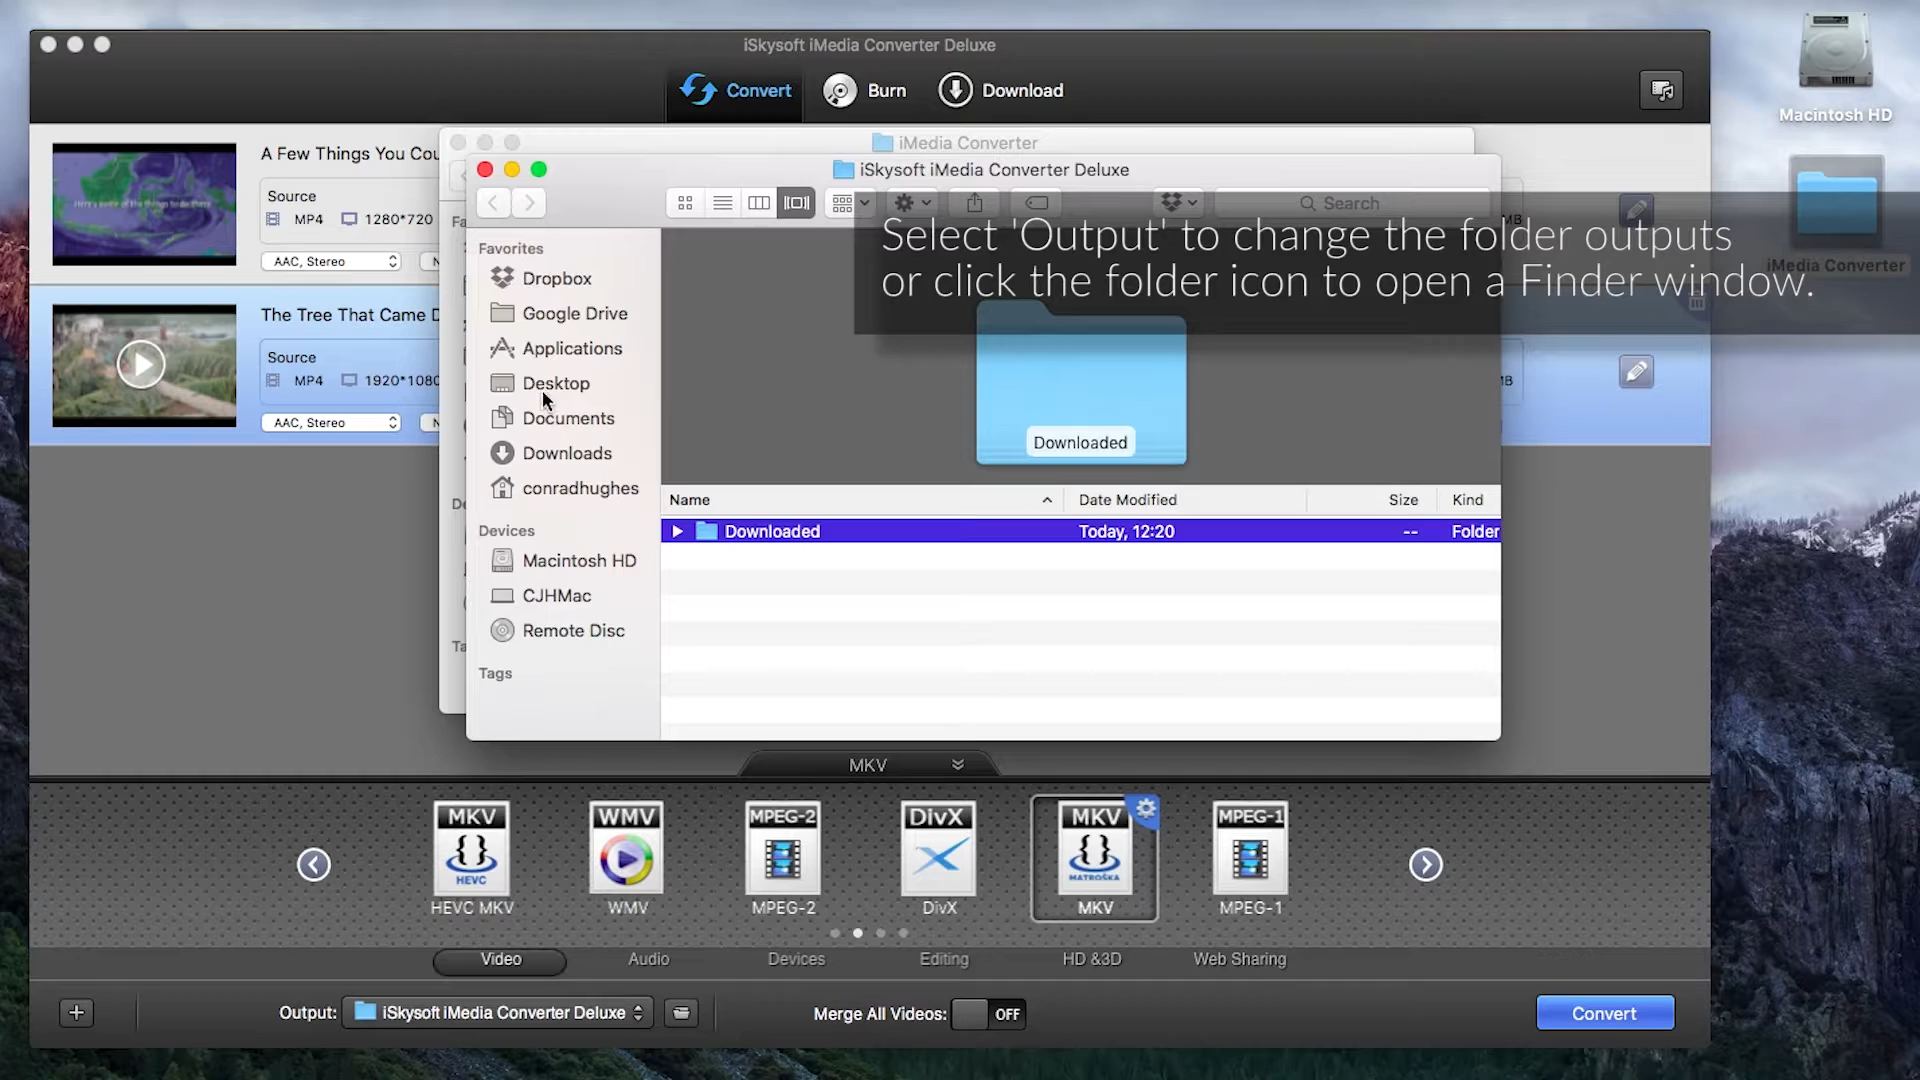 iSkysoft iMedia Converter Deluxe
Convert
Burn
Download
Macintosh HD
iMedia Converter
iSkysoft iMedia Converter Deluxe
A Few Things You Cou
Source
MP4 1280*720
AAC, Stereo
N
Search
Select 'Output' to change the folder outputs
or click the folder icon to open a Finder window.
iMedia Converter
MB
Favorites
Dropbox
Google Drive
Applications
Desktop
Documents
Downloads
conradhughes
Devices
Macintosh HD
CJHMac
Remote Disc
Tags
Fa
De
Ta
The Tree That Came D
Source
MP4 1920*1080
AAC, Stereo
N
Downloaded
Name Date Modified Size Kind
Downloaded Today, 12:20 -- Folder
MKV
MKV
HEVC
HEVC MKV
WMV
WMV
MPEG-2
MPEG-2
DivX
DivX
MKV
MATROŠKA
MKV
MPEG-1
MPEG-1
Video
Audio
Devices
Editing
HD &3D
Web Sharing
Output: iSkysoft iMedia Converter Deluxe
Merge All Videos: OFF
Convert